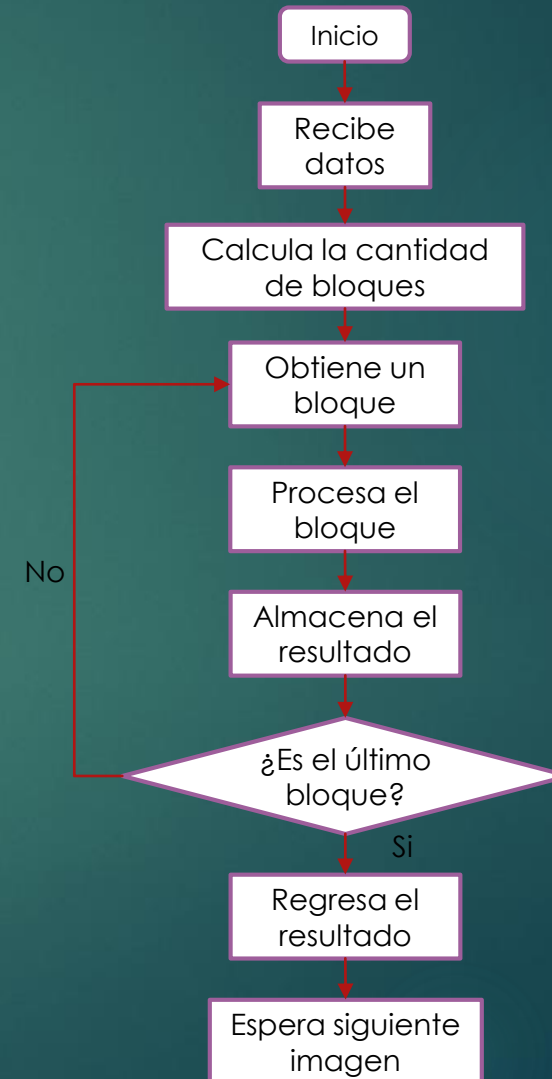 Inicio
Recibe
datos
Calcula la cantidad
de bloques
Obtiene un
bloque
Procesa el
bloque
No
Almacena el
resultado
¿Es el último
bloque?
Si
Regresa el
resultado
Espera siguiente
imagen